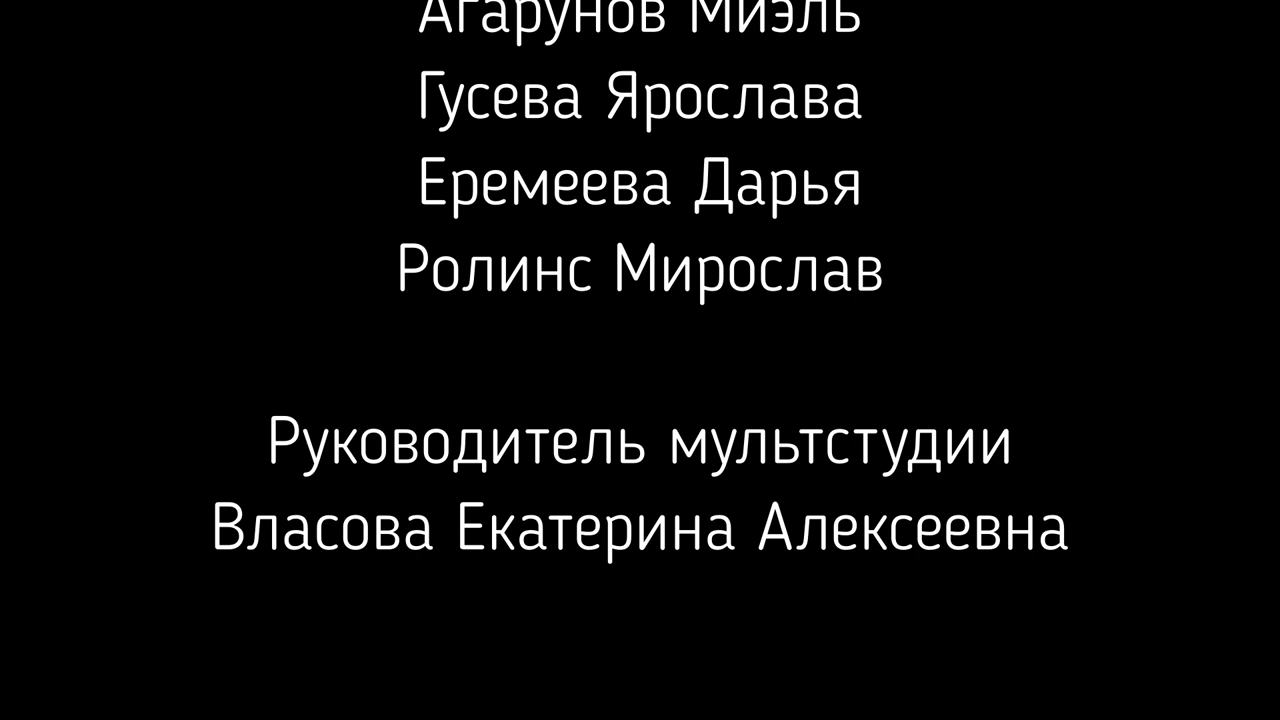 Агарунов Миэль
Гусева Ярослава
Еремеева Дарья
Ролинс Мирослав
Руководитель мультстудии
Власова Екатерина Алексеевна